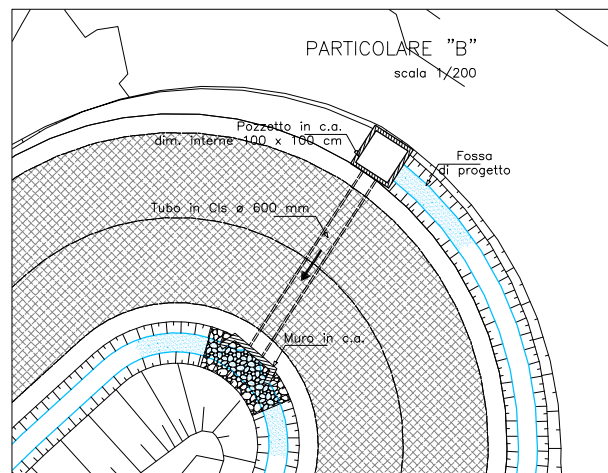 PARTICOLARE "B"
scala 1/200
Pozzetto in c.a.
dim. interne 100 x 100 cm
Fossa
di progetto
Tubo in Cls ø 600 mm
Muro in c.a.